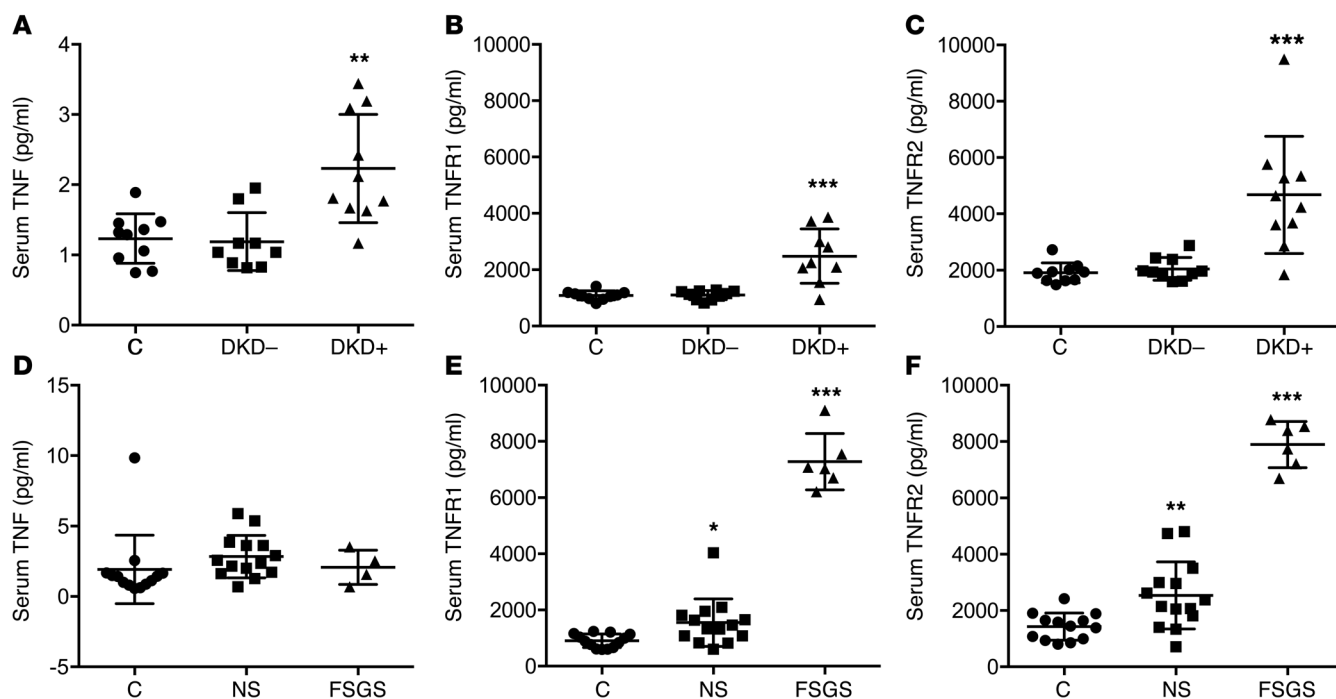 A
Serum TNF (pg/ml)
4
3
2
1
0
**
C
DKD–
DKD+
B
Serum TNFR1 (pg/ml)
10000
8000
6000
4000
2000
0
***
C
DKD–
DKD+
C
Serum TNFR2 (pg/ml)
10000
8000
6000
4000
2000
0
***
C
DKD–
DKD+
D
Serum TNF (pg/ml)
15
10
5
0
-5
C
NS
FSGS
E
Serum TNFR1 (pg/ml)
10000
8000
6000
4000
2000
0
*
***
C
NS
FSGS
F
Serum TNFR2 (pg/ml)
10000
8000
6000
4000
2000
0
**
***
C
NS
FSGS